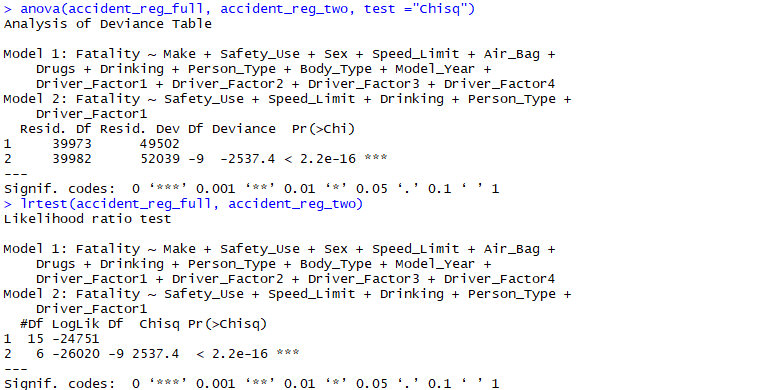 > anova(accident_reg_full, accident_reg_two, test ="Chisq")
Analysis of Deviance Table
Model 1: Fatality ~ Make + Safety_Use + Sex + Speed_Limit + Air_Bag +
    Drugs + Drinking + Person_Type + Body_Type + Model_Year +
    Driver_Factor1 + Driver_Factor2 + Driver_Factor3 + Driver_Factor4
Model 2: Fatality ~ Safety_Use + Speed_Limit + Drinking + Person_Type +
    Driver_Factor1
  Resid. Df Resid. Dev Df Deviance  Pr(>Chi)
1     39973      49502
2     39982      52039 -9  -2537.4 < 2.2e-16 ***
---
Signif. codes:  0 ‘***’ 0.001 ‘**’ 0.01 ‘*’ 0.05 ‘.’ 0.1 ‘ ’ 1
> lrtest(accident_reg_full, accident_reg_two)
Likelihood ratio test
Model 1: Fatality ~ Make + Safety_Use + Sex + Speed_Limit + Air_Bag +
    Drugs + Drinking + Person_Type + Body_Type + Model_Year +
    Driver_Factor1 + Driver_Factor2 + Driver_Factor3 + Driver_Factor4
Model 2: Fatality ~ Safety_Use + Speed_Limit + Drinking + Person_Type +
    Driver_Factor1
  #Df LogLik Df  Chisq Pr(>Chisq)
1  15 -24751
2   6 -26020 -9 2537.4  < 2.2e-16 ***
---
Signif. codes:  0 ‘***’ 0.001 ‘**’ 0.01 ‘*’ 0.05 ‘.’ 0.1 ‘ ’ 1